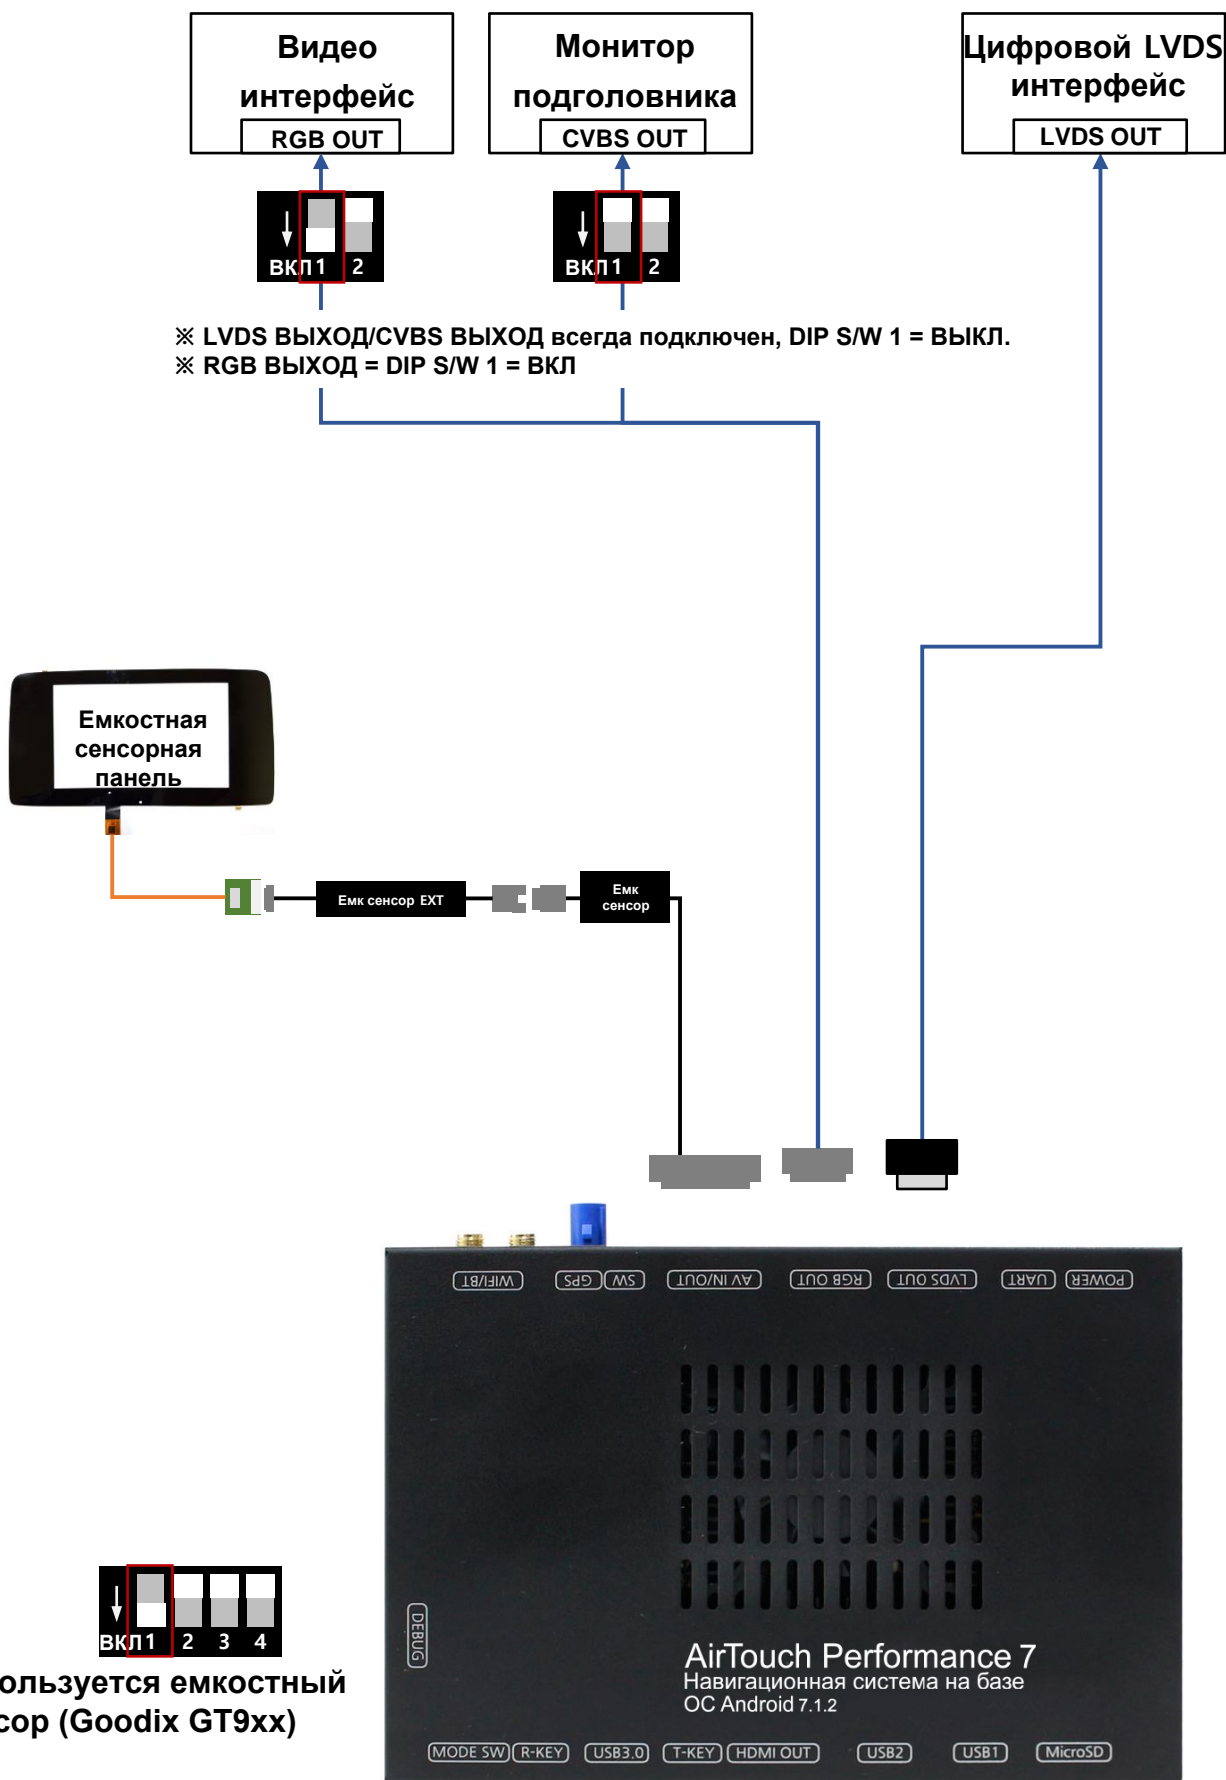 Видео
интерфейс
RGB OUT
Монитор
подголовника
CVBS OUT
Цифровой LVDS
интерфейс
LVDS OUT
ВКЛ 1 2
ВКЛ 1 2
※ LVDS ВЫХОД/CVBS ВЫХОД всегда подключен, DIP S/W 1 = ВЫКЛ.
※ RGB ВЫХОД = DIP S/W 1 = ВКЛ
Емкостная
сенсорная
панель
Емк сенсор EXT
Емк
сенсор
WIFI/BT
GPS
SW
AV IN/OUT
RGB OUT
LVDS OUT
UART
POWER
DEBUG
AirTouch Performance 7
Навигационная система на базе
ОС Android 7.1.2
ВКЛ 1 2 3 4
ользуется емкостный
сор (Goodix GT9xx)
MODE SW
R-KEY
USB3.0
T-KEY
HDMI OUT
USB2
USB1
MicroSD